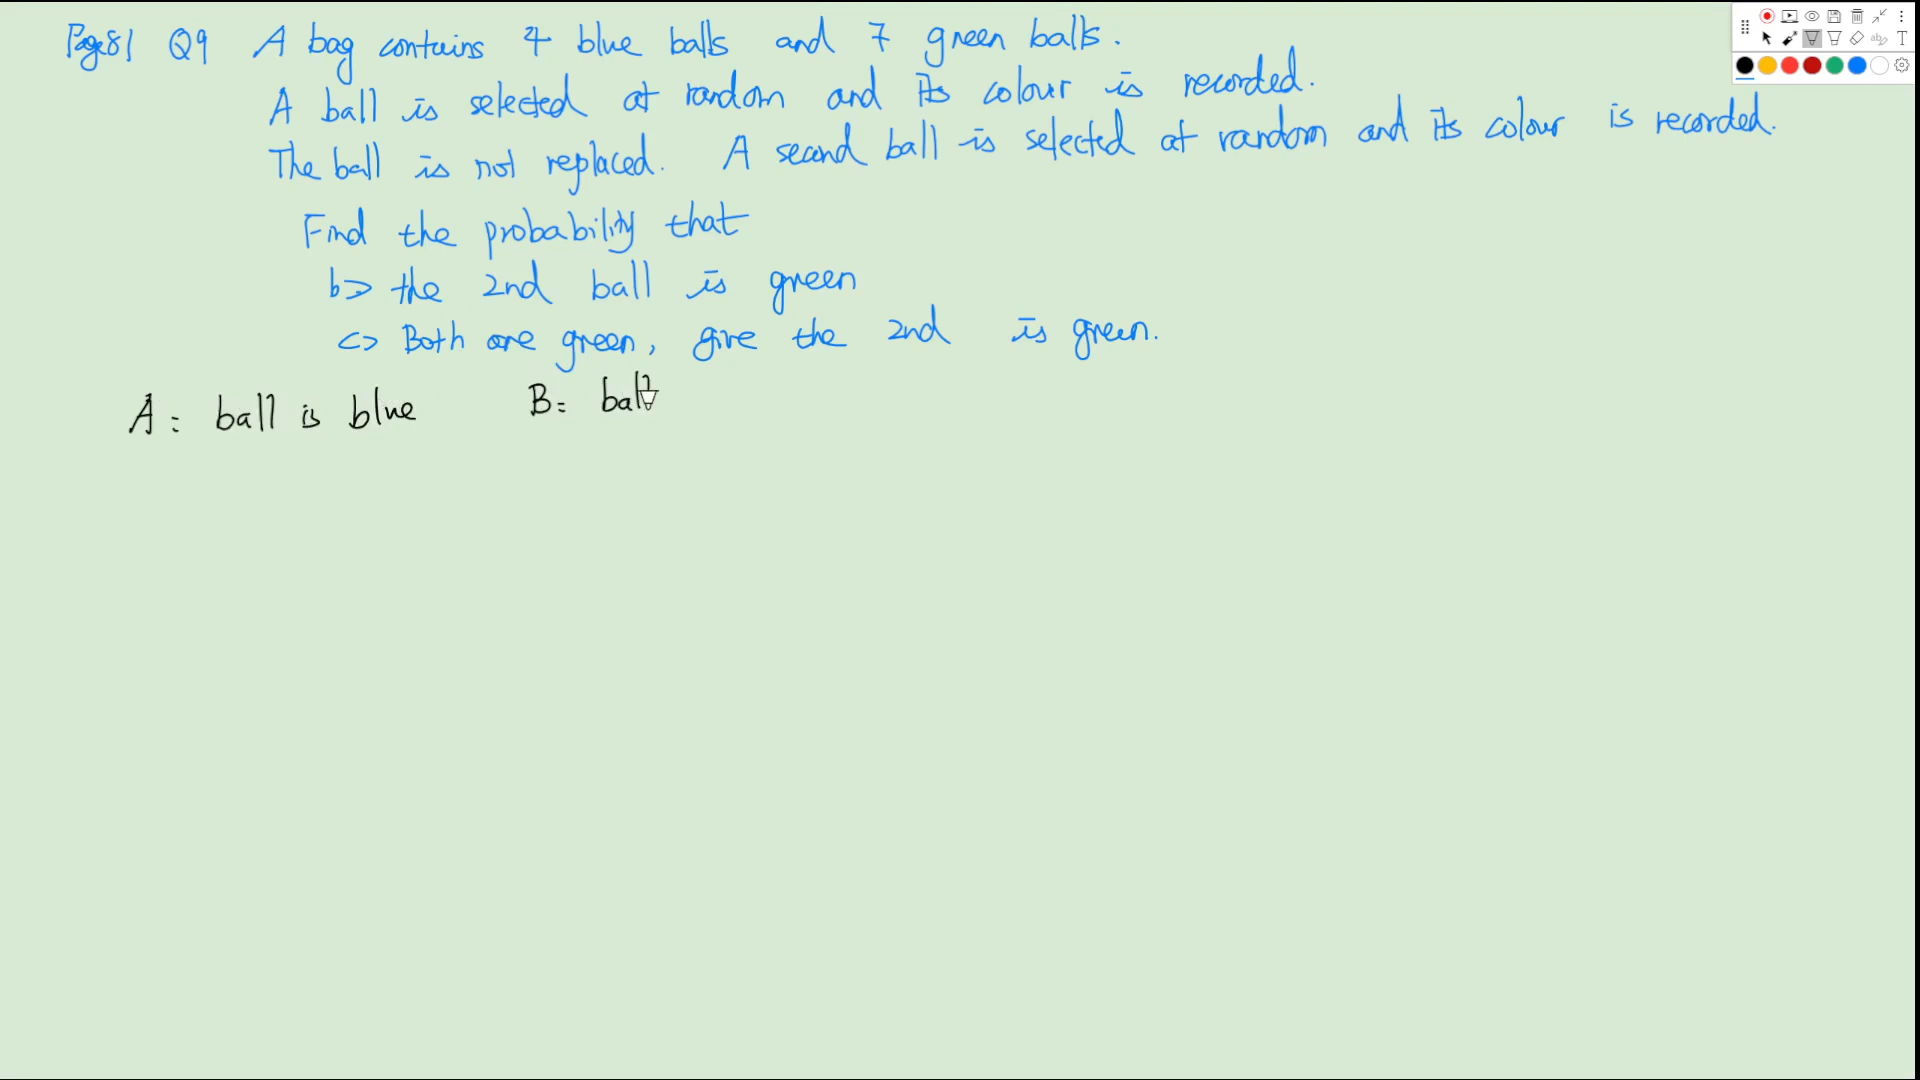 Page81 Q9 A bag contains 4 blue balls and 7 green balls.
A ball is selected at random and its colour is recorded.
The ball is not replaced. A second ball is selected at random and its colour is recorded.
Find the probability that
b> the 2nd ball is green
c> Both are green, give the 2nd is green.
A: ball is blue B: ball